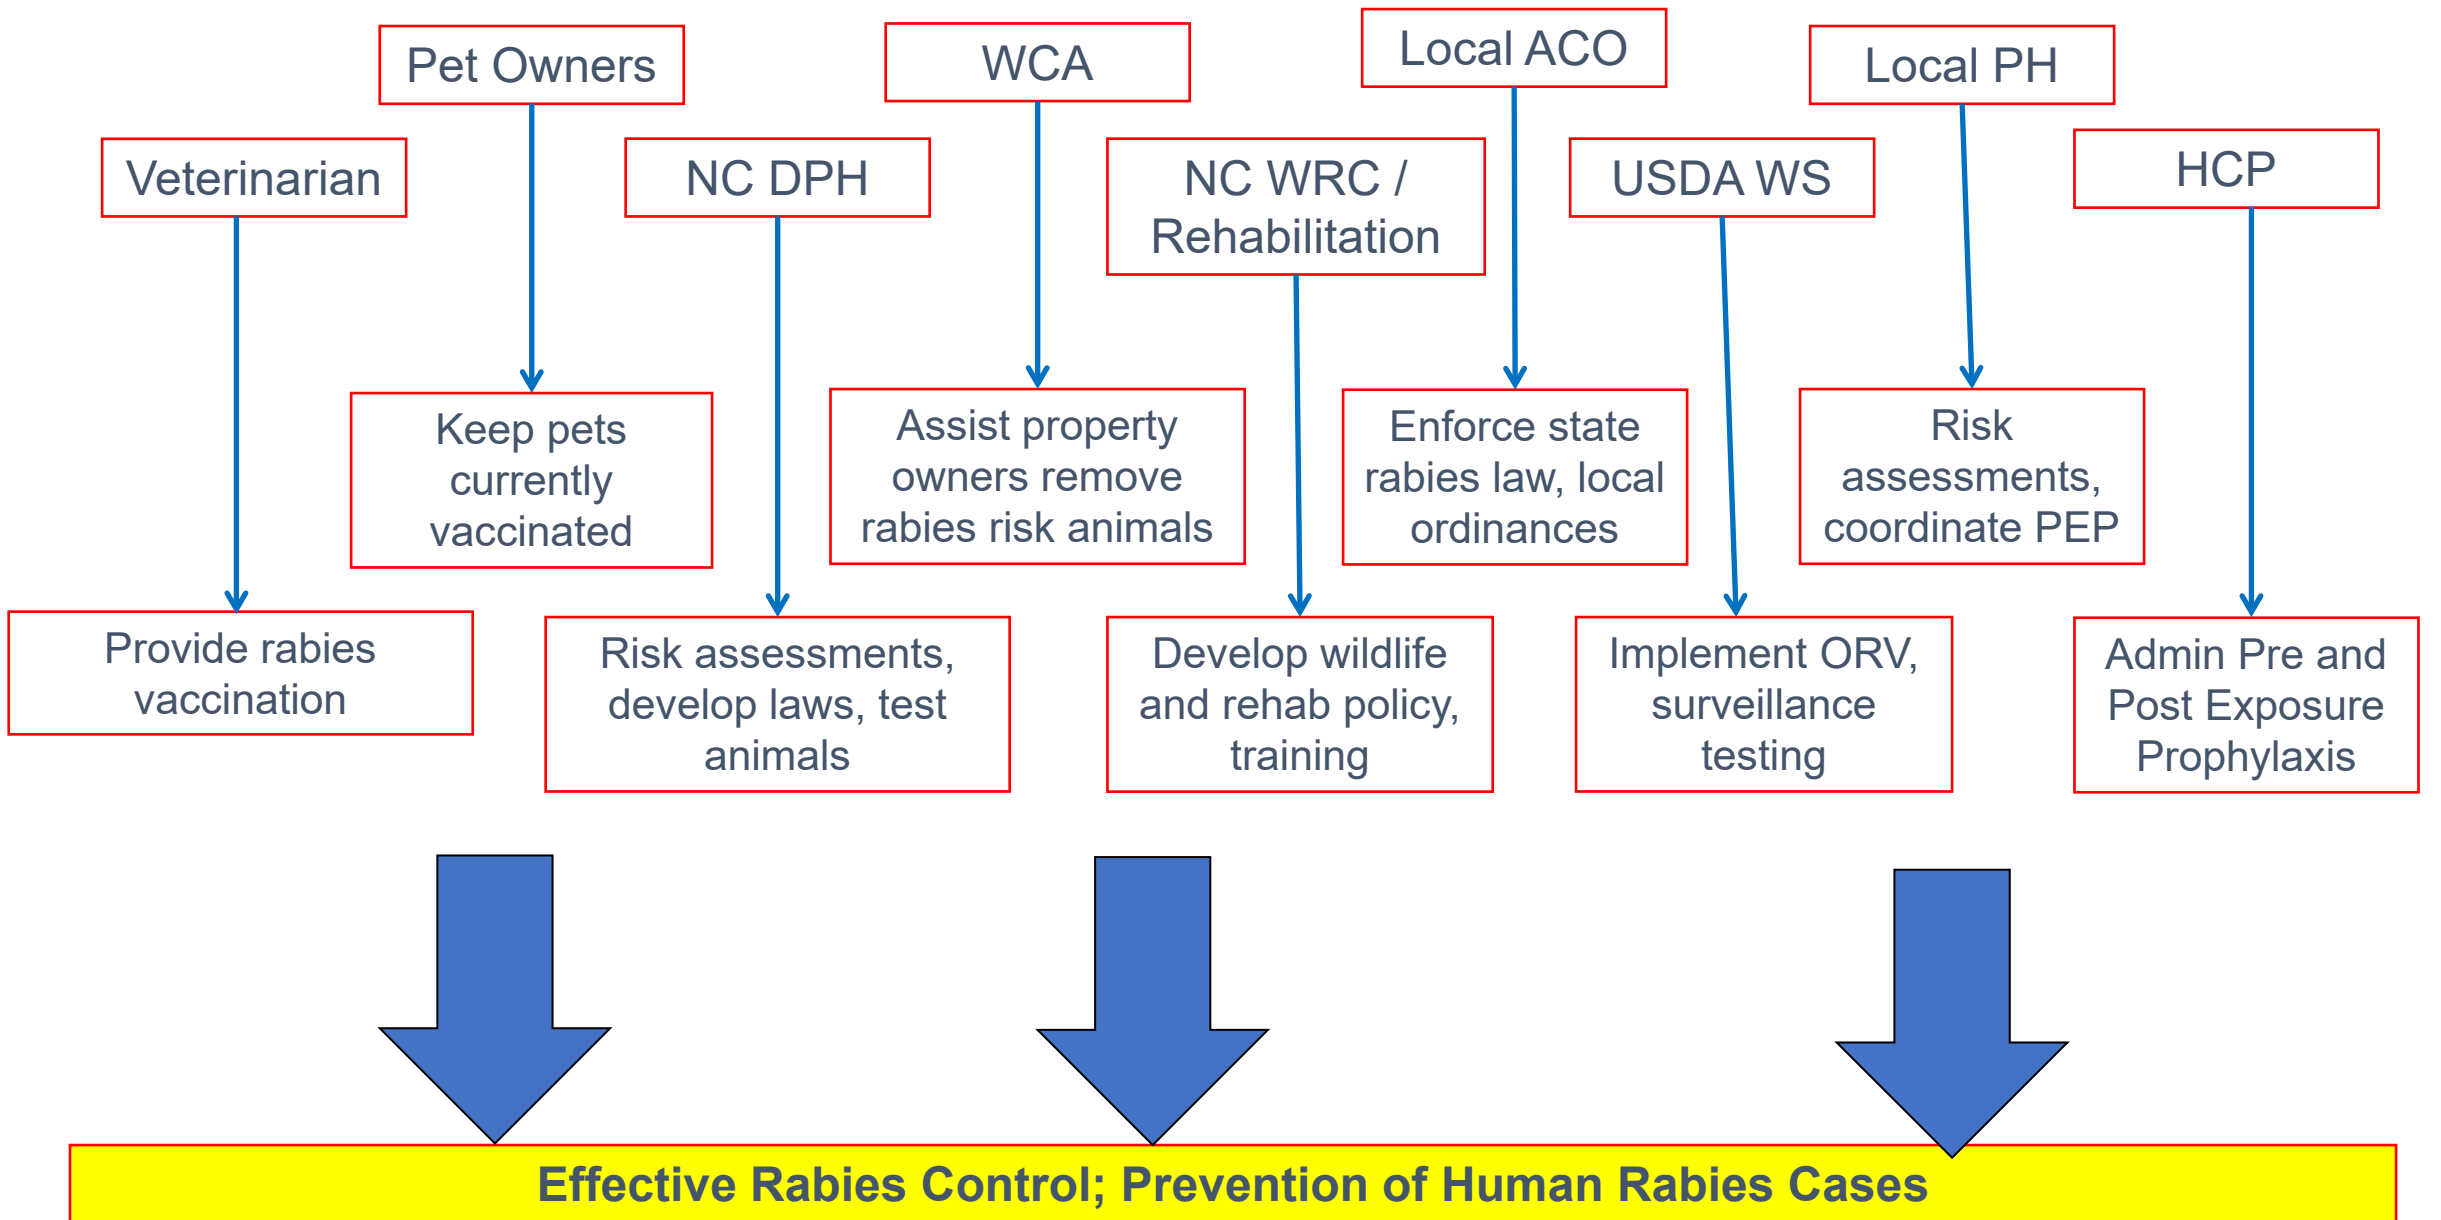 Pet Owners
WCA
Local ACO
Local PH
Veterinarian
NC DPH
NC WRC /
Rehabilitation
USDA WS
HCP
Keep pets
currently
vaccinated
Assist property
owners remove
rabies risk animals
Enforce state
rabies law, local
ordinances
Risk
assessments,
coordinate PEP
Provide rabies
vaccination
Risk assessments,
develop laws, test
animals
Develop wildlife
and rehab policy,
training
Implement ORV,
surveillance
testing
Admin Pre and
Post Exposure
Prophylaxis
Effective Rabies Control; Prevention of Human Rabies Cases